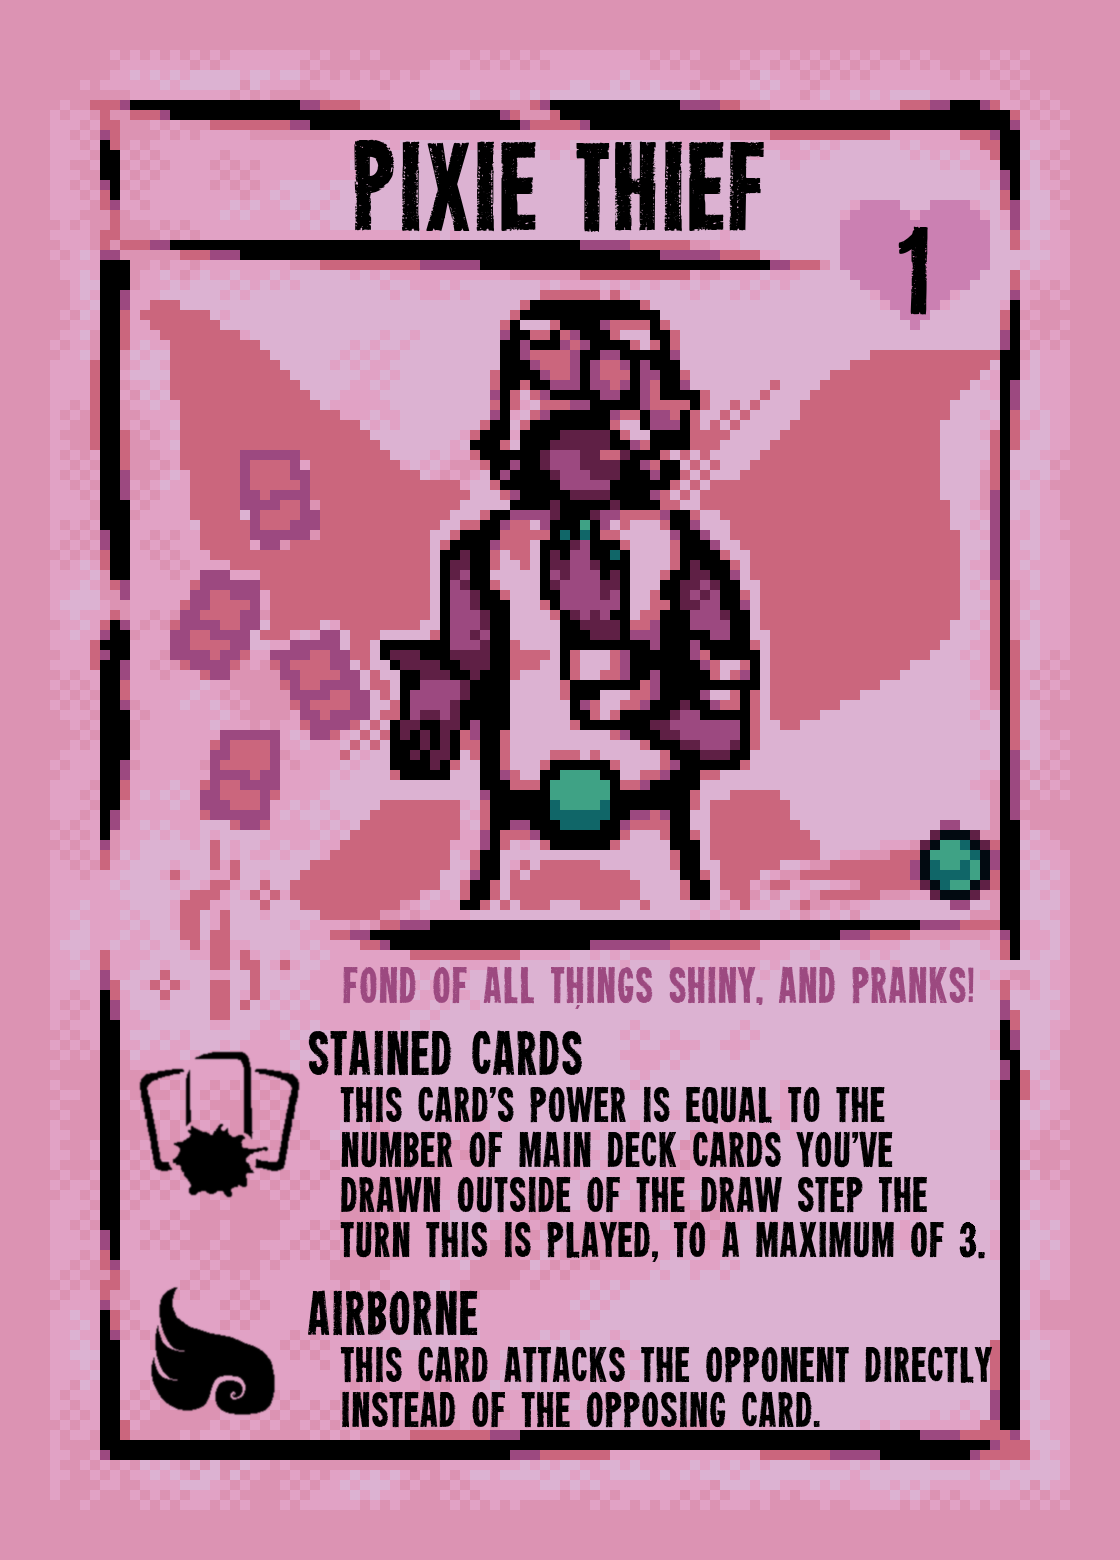 PIXIE THIEF
1
FOND OF ALL THINGS SHINY, AND PRANKS!
STAINED CARDS
THIS CARD'S POWER IS EQUAL TO THE
NUMBER OF MAIN DECK CARDS YOU'VE
DRAWN OUTSIDE OF THE DRAW STEP THE
TURN THIS IS PLAYED, TO A MAXIMUM OF 3.
AIRBORNE
THIS CARD ATTACKS THE OPPONENT DIRECTLY
INSTEAD OF THE OPPOSING CARD.